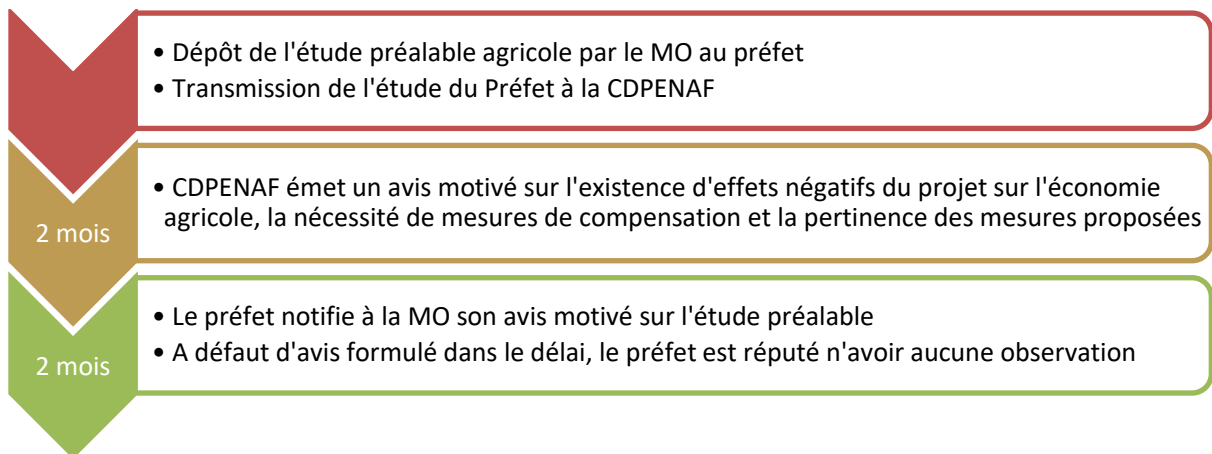 • Dépôt de l'étude préalable agricole par le MO au préfet
• Transmission de l'étude du Préfet à la CDPENAF
2 mois
• CDPENAF émet un avis motivé sur l'existence d'effets négatifs du projet sur l'économie
agricole, la nécessité de mesures de compensation et la pertinence des mesures proposées
2 mois
• Le préfet notifie à la MO son avis motivé sur l'étude préalable
• A défaut d'avis formulé dans le délai, le préfet est réputé n'avoir aucune observation